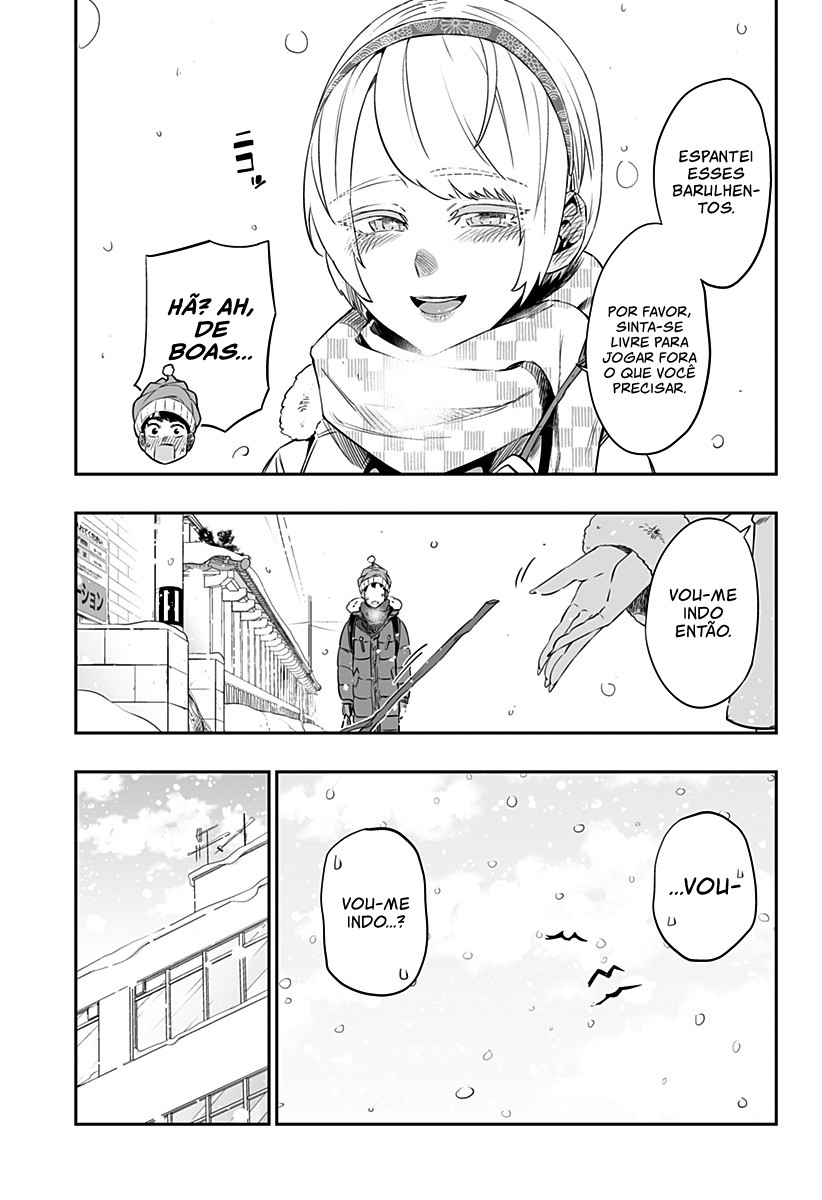 ESPANTEI
ESSES
BARULHEN-
TOS.
POR FAVOR,
SINTA-SE
LIVRE PARA
JOGAR FORA
O QUE VOCÊ
PRECISAR.
ニコッ
HÃ? AH,
DE
BOAS...
VOU-ME
INDO
ENTÃO.
ーション
...VOU-
VOU-ME
INDO...?